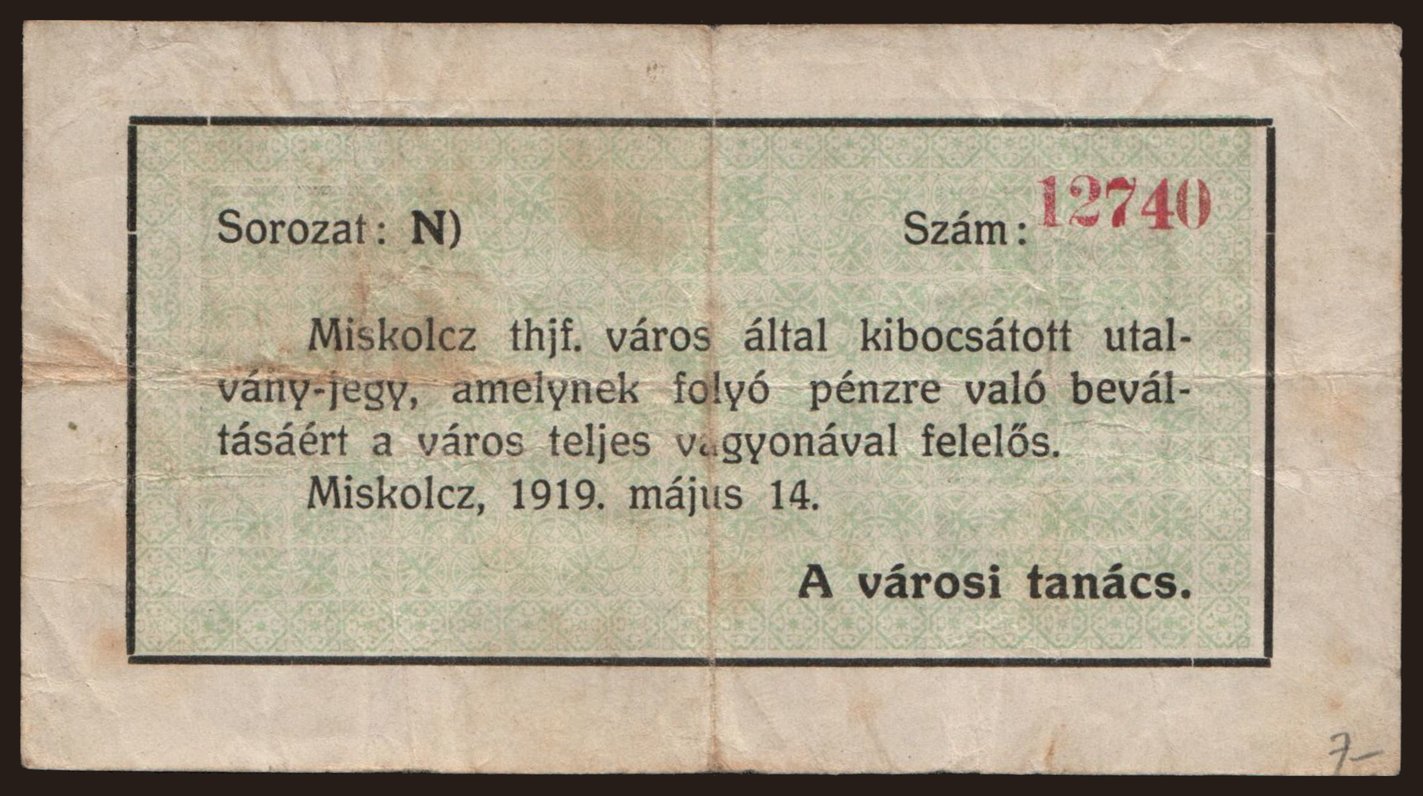 Sorozat: N) Szám: 12740
Miskolcz thjf. város által kibocsátott utal-
vány-jegy, amelynek folyó pénzre való bevál-
tásáért a város teljes vagyonával felelős.
Miskolcz, 1919. május 14.
A városi tanács.
7-